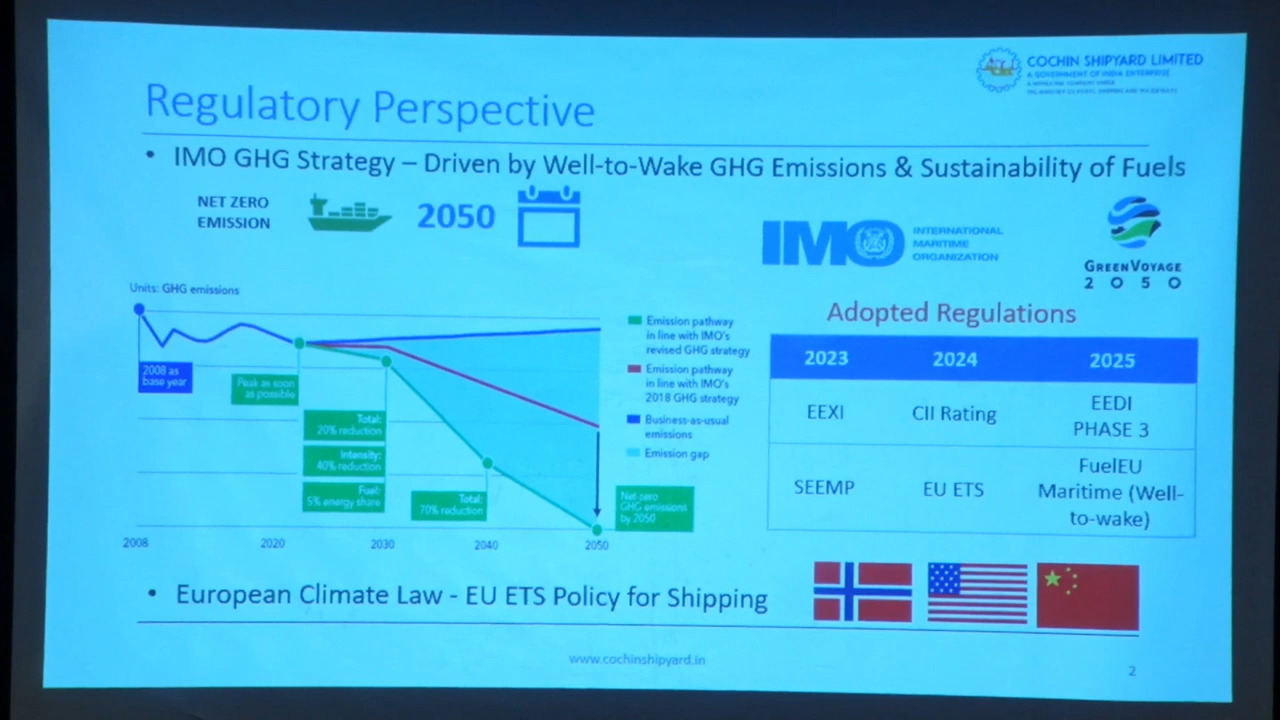 COCHIN SHIPYARD LIMITED
A GOVERNMENT OF INDIA ENTERPRISE
Regulatory Perspective
• IMO GHG Strategy – Driven by Well-to-Wake GHG Emissions & Sustainability of Fuels
NET ZERO
EMISSION
2050
IMO
INTERNATIONAL
MARITIME
ORGANIZATION
GREENVOYAGE
2050
Units: GHG emissions
2008 as
base year
Peak as soon
as possible
Total:
20% reduction
Intensity:
40% reduction
Fuel:
5% energy share
Total:
70% reduction
Net-zero
GHG emissions
by 2050
2008
2020
2030
2040
2050
Emission pathway
in line with IMO's
revised GHG strategy
Emission pathway
in line with IMO's
2018 GHG strategy
Business-as-usual
emissions
Emission gap
Adopted Regulations
2023 2024 2025
EEXI CII Rating EEDI
PHASE 3
SEEMP EU ETS FuelEU
Maritime (Well-
to-wake)
• European Climate Law - EU ETS Policy for Shipping
www.cochinshipyard.in
2